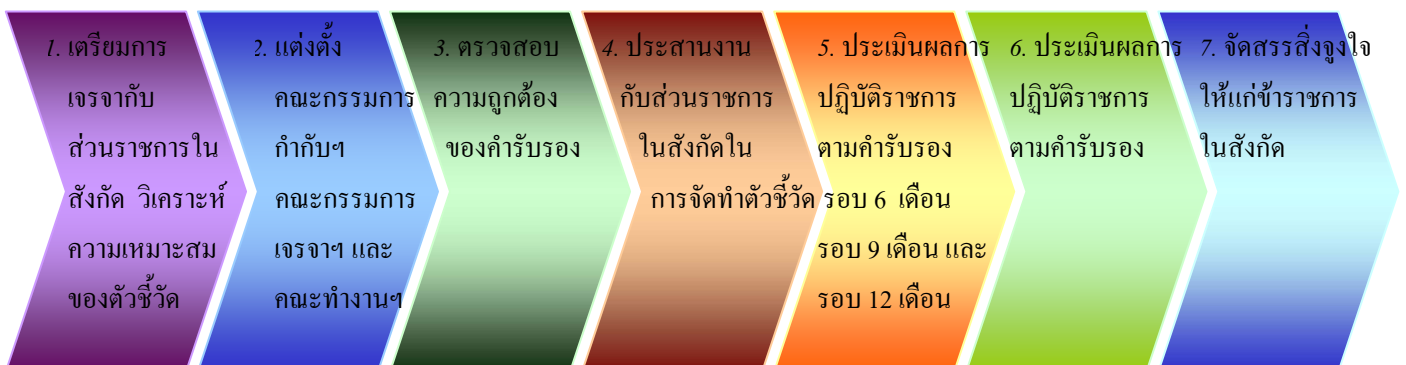 1. เตรียมการ
เจรจากับ
ส่วนราชการใน
สังกัด วิเคราะห์
ความเหมาะสม
ของตัวชี้วัด
2. แต่งตั้ง
คณะกรรมการ
กำกับฯ
คณะกรรมการ
เจรจาฯ และ
คณะทำงานฯ
3. ตรวจสอบ
ความถูกต้อง
ของคำรับรอง
4. ประสานงาน
กับส่วนราชการ
ในสังกัดใน
การจัดทำตัวชี้วัด
5. ประเมินผลการ
ปฏิบัติราชการ
ตามคำรับรอง
รอบ 6 เดือน
รอบ 9 เดือน และ
รอบ 12 เดือน
6. ประเมินผลการ
ปฏิบัติราชการ
ตามคำรับรอง
7. จัดสรรสิ่งจูงใจ
ให้แก่ข้าราชการ
ในสังกัด